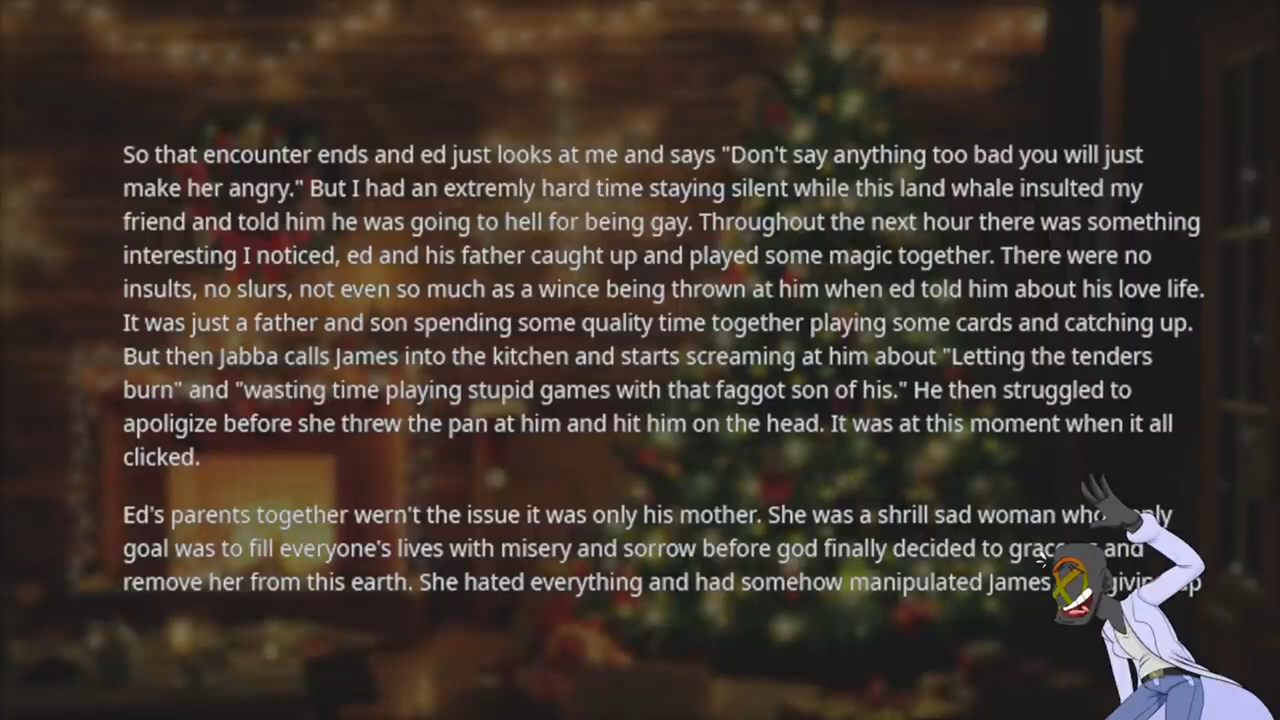 So that encounter ends and ed just looks at me and says "Don't say anything too bad you will just
make her angry." But I had an extremly hard time staying silent while this land whale insulted my
friend and told him he was going to hell for being gay. Throughout the next hour there was something
interesting I noticed, ed and his father caught up and played some magic together. There were no
insults, no slurs, not even so much as a wince being thrown at him when ed told him about his love life.
It was just a father and son spending some quality time together playing some cards and catching up.
But then Jabba calls James into the kitchen and starts screaming at him about "Letting the tenders
burn" and "wasting time playing stupid games with that faggot son of his." He then struggled to
apoligize before she threw the pan at him and hit him on the head. It was at this moment when it all
clicked.
Ed's parents together wern't the issue it was only his mother. She was a shrill sad woman
goal was to fill everyone's lives with misery and sorrow before god finally decided to and
remove her from this earth. She hated everything and had somehow manipulated James